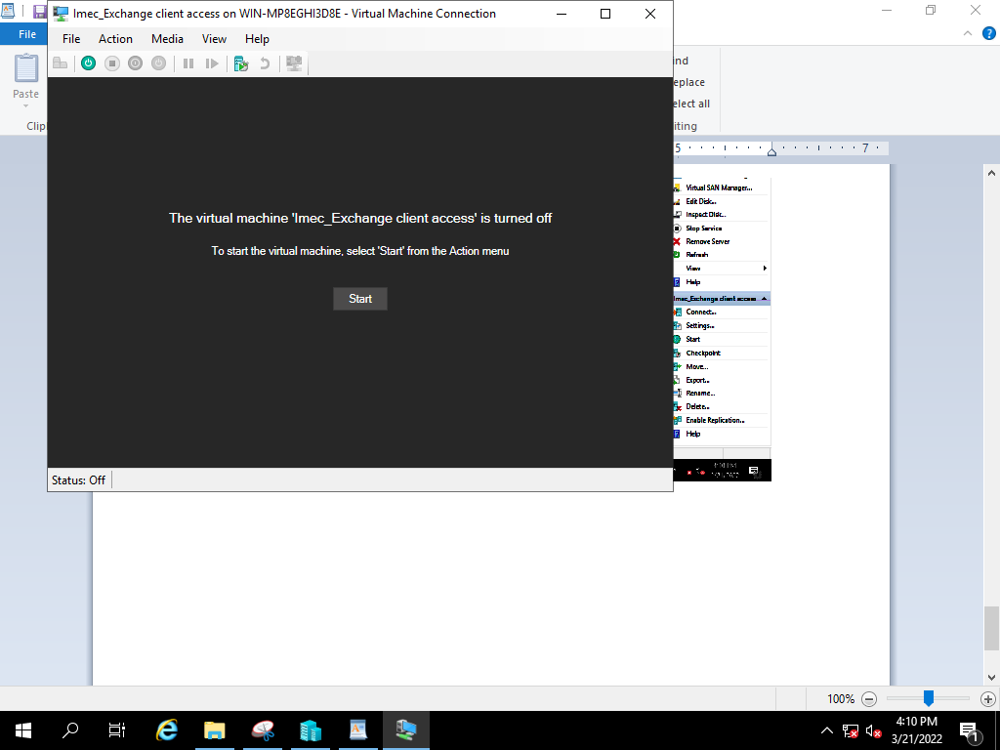 Imec_Exchange client access on WIN-MP8EGHI3D8E - Virtual Machine Connection
File Action Media View Help
The virtual machine 'Imec_Exchange client access' is turned off
To start the virtual machine, select 'Start' from the Action menu
Start
Status: Off
File
Paste
Clip
ind
eplace
elect all
iting
5 7
Virtual SAN Manager...
Edit Disk...
Inspect Disk...
Stop Service
Remove Server
Refresh
View
Help
Imec_Exchange client access
Connect...
Settings...
Start
Checkpoint
Move...
Export...
Rename...
Delete...
Enable Replication...
Help
100%
4:10 PM
3/21/2022
1